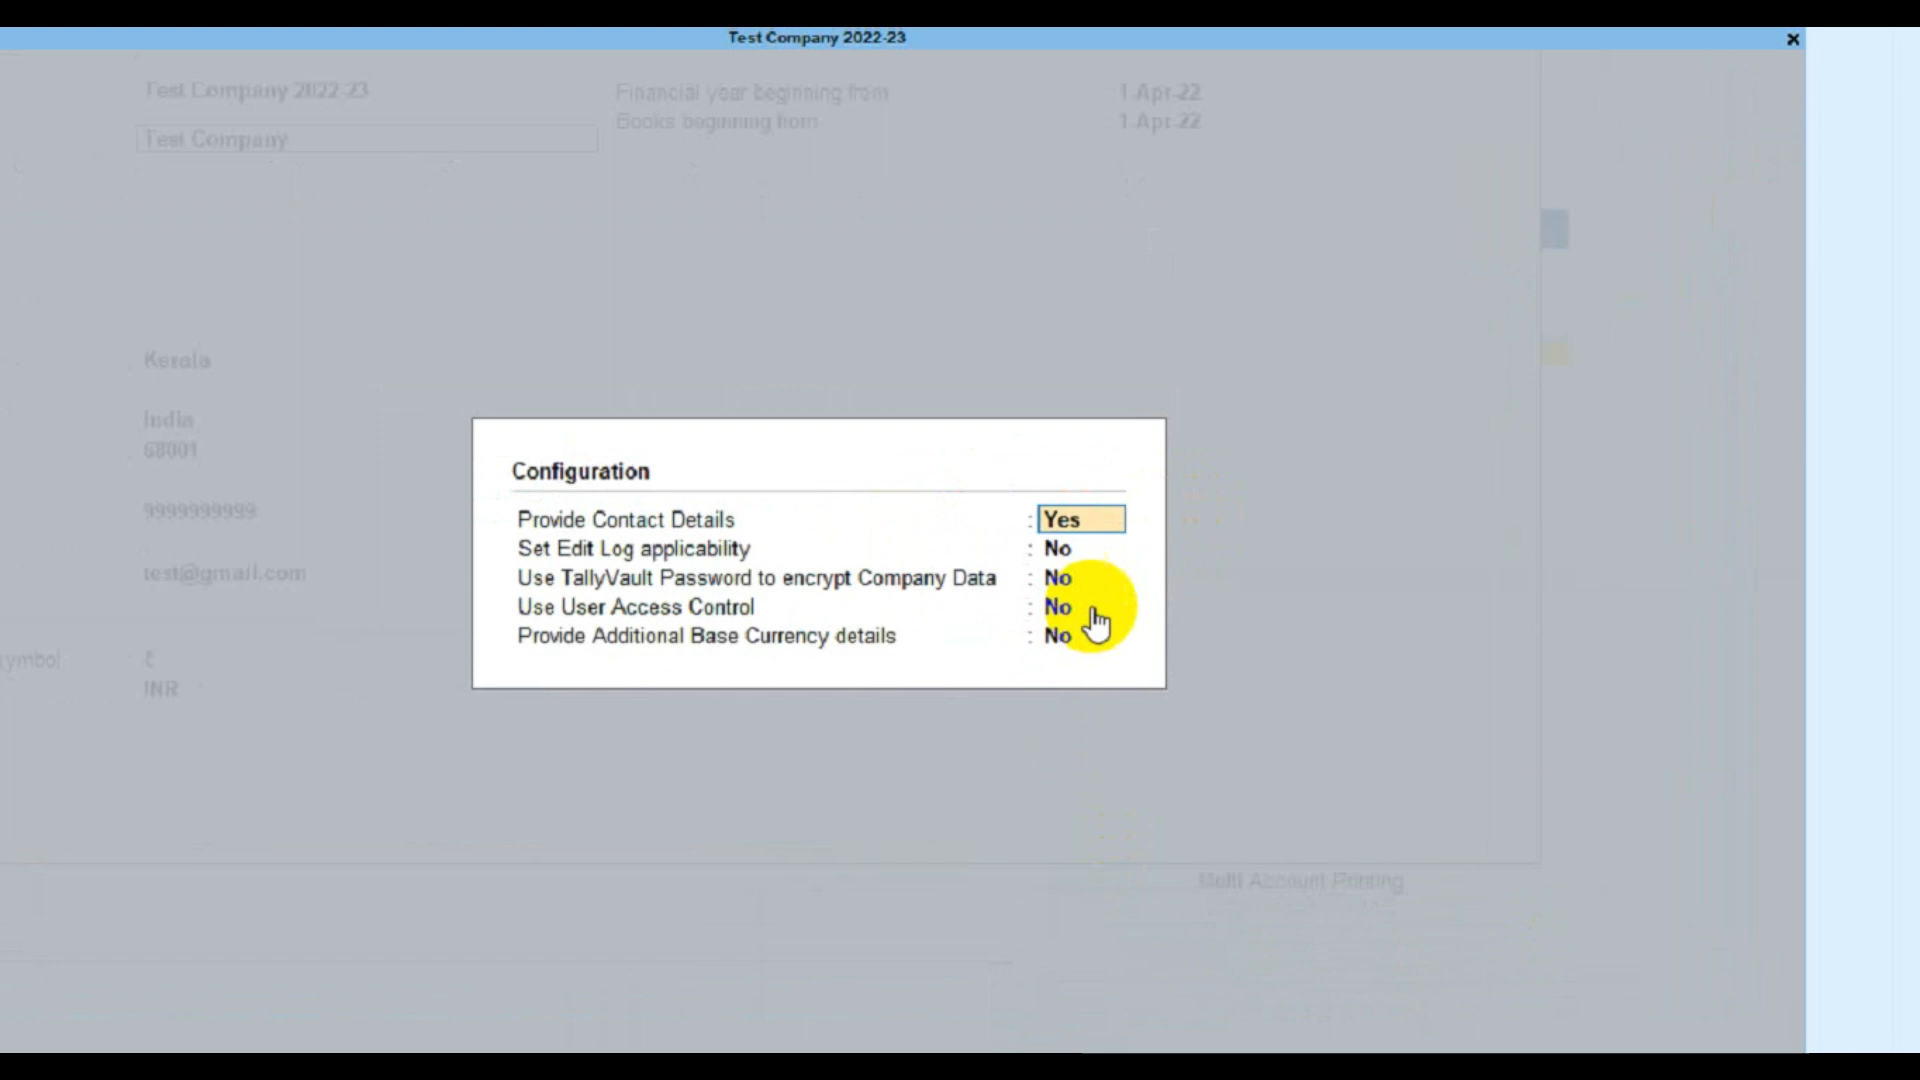 Test Company 2022-23
Test Company 2022-23
Financial year beginning from : 1-Apr-22
Books beginning from : 1-Apr-22
Test Company
: Kerala
: India
: 68001
: 9999999999
test@gmail.com
Configuration
Provide Contact Details : Yes
Set Edit Log applicability : No
Use TallyVault Password to encrypt Company Data : No
Use User Access Control : No
Provide Additional Base Currency details : No
ymbol : ₹
INR
Multi Account Printing